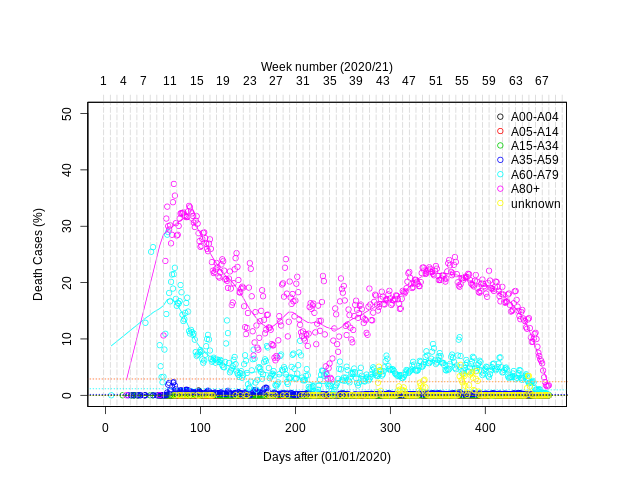 Week number (2020/21)
1 4 7 11 15 19 23 27 31 35 39 43 47 51 55 59 63 67
50
40
30
20
10
0
Death Cases (%)
A00-A04
A05-A14
A15-A34
A35-A59
A60-A79
A80+
unknown
0 100 200 300 400
Days after (01/01/2020)